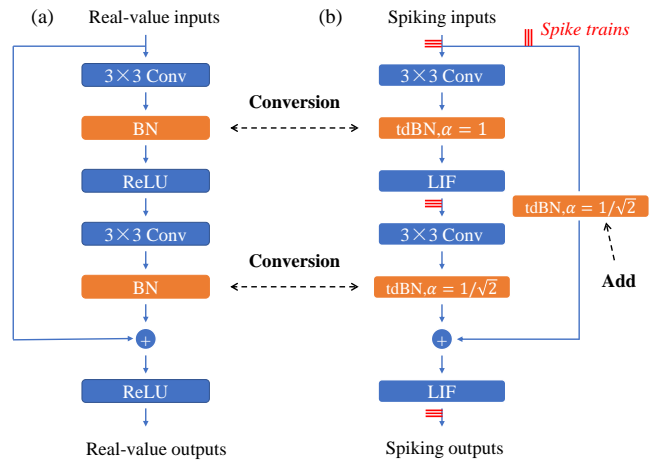 (a)
Real-value inputs
3×3 Conv
BN
ReLU
3×3 Conv
BN
+
ReLU
Real-value outputs
Conversion
Conversion
(b)
Spiking inputs
Spike trains
3×3 Conv
tdBN,α = 1
LIF
3×3 Conv
tdBN,α = 1/√2
+
LIF
Spiking outputs
tdBN,α = 1/√2
Add